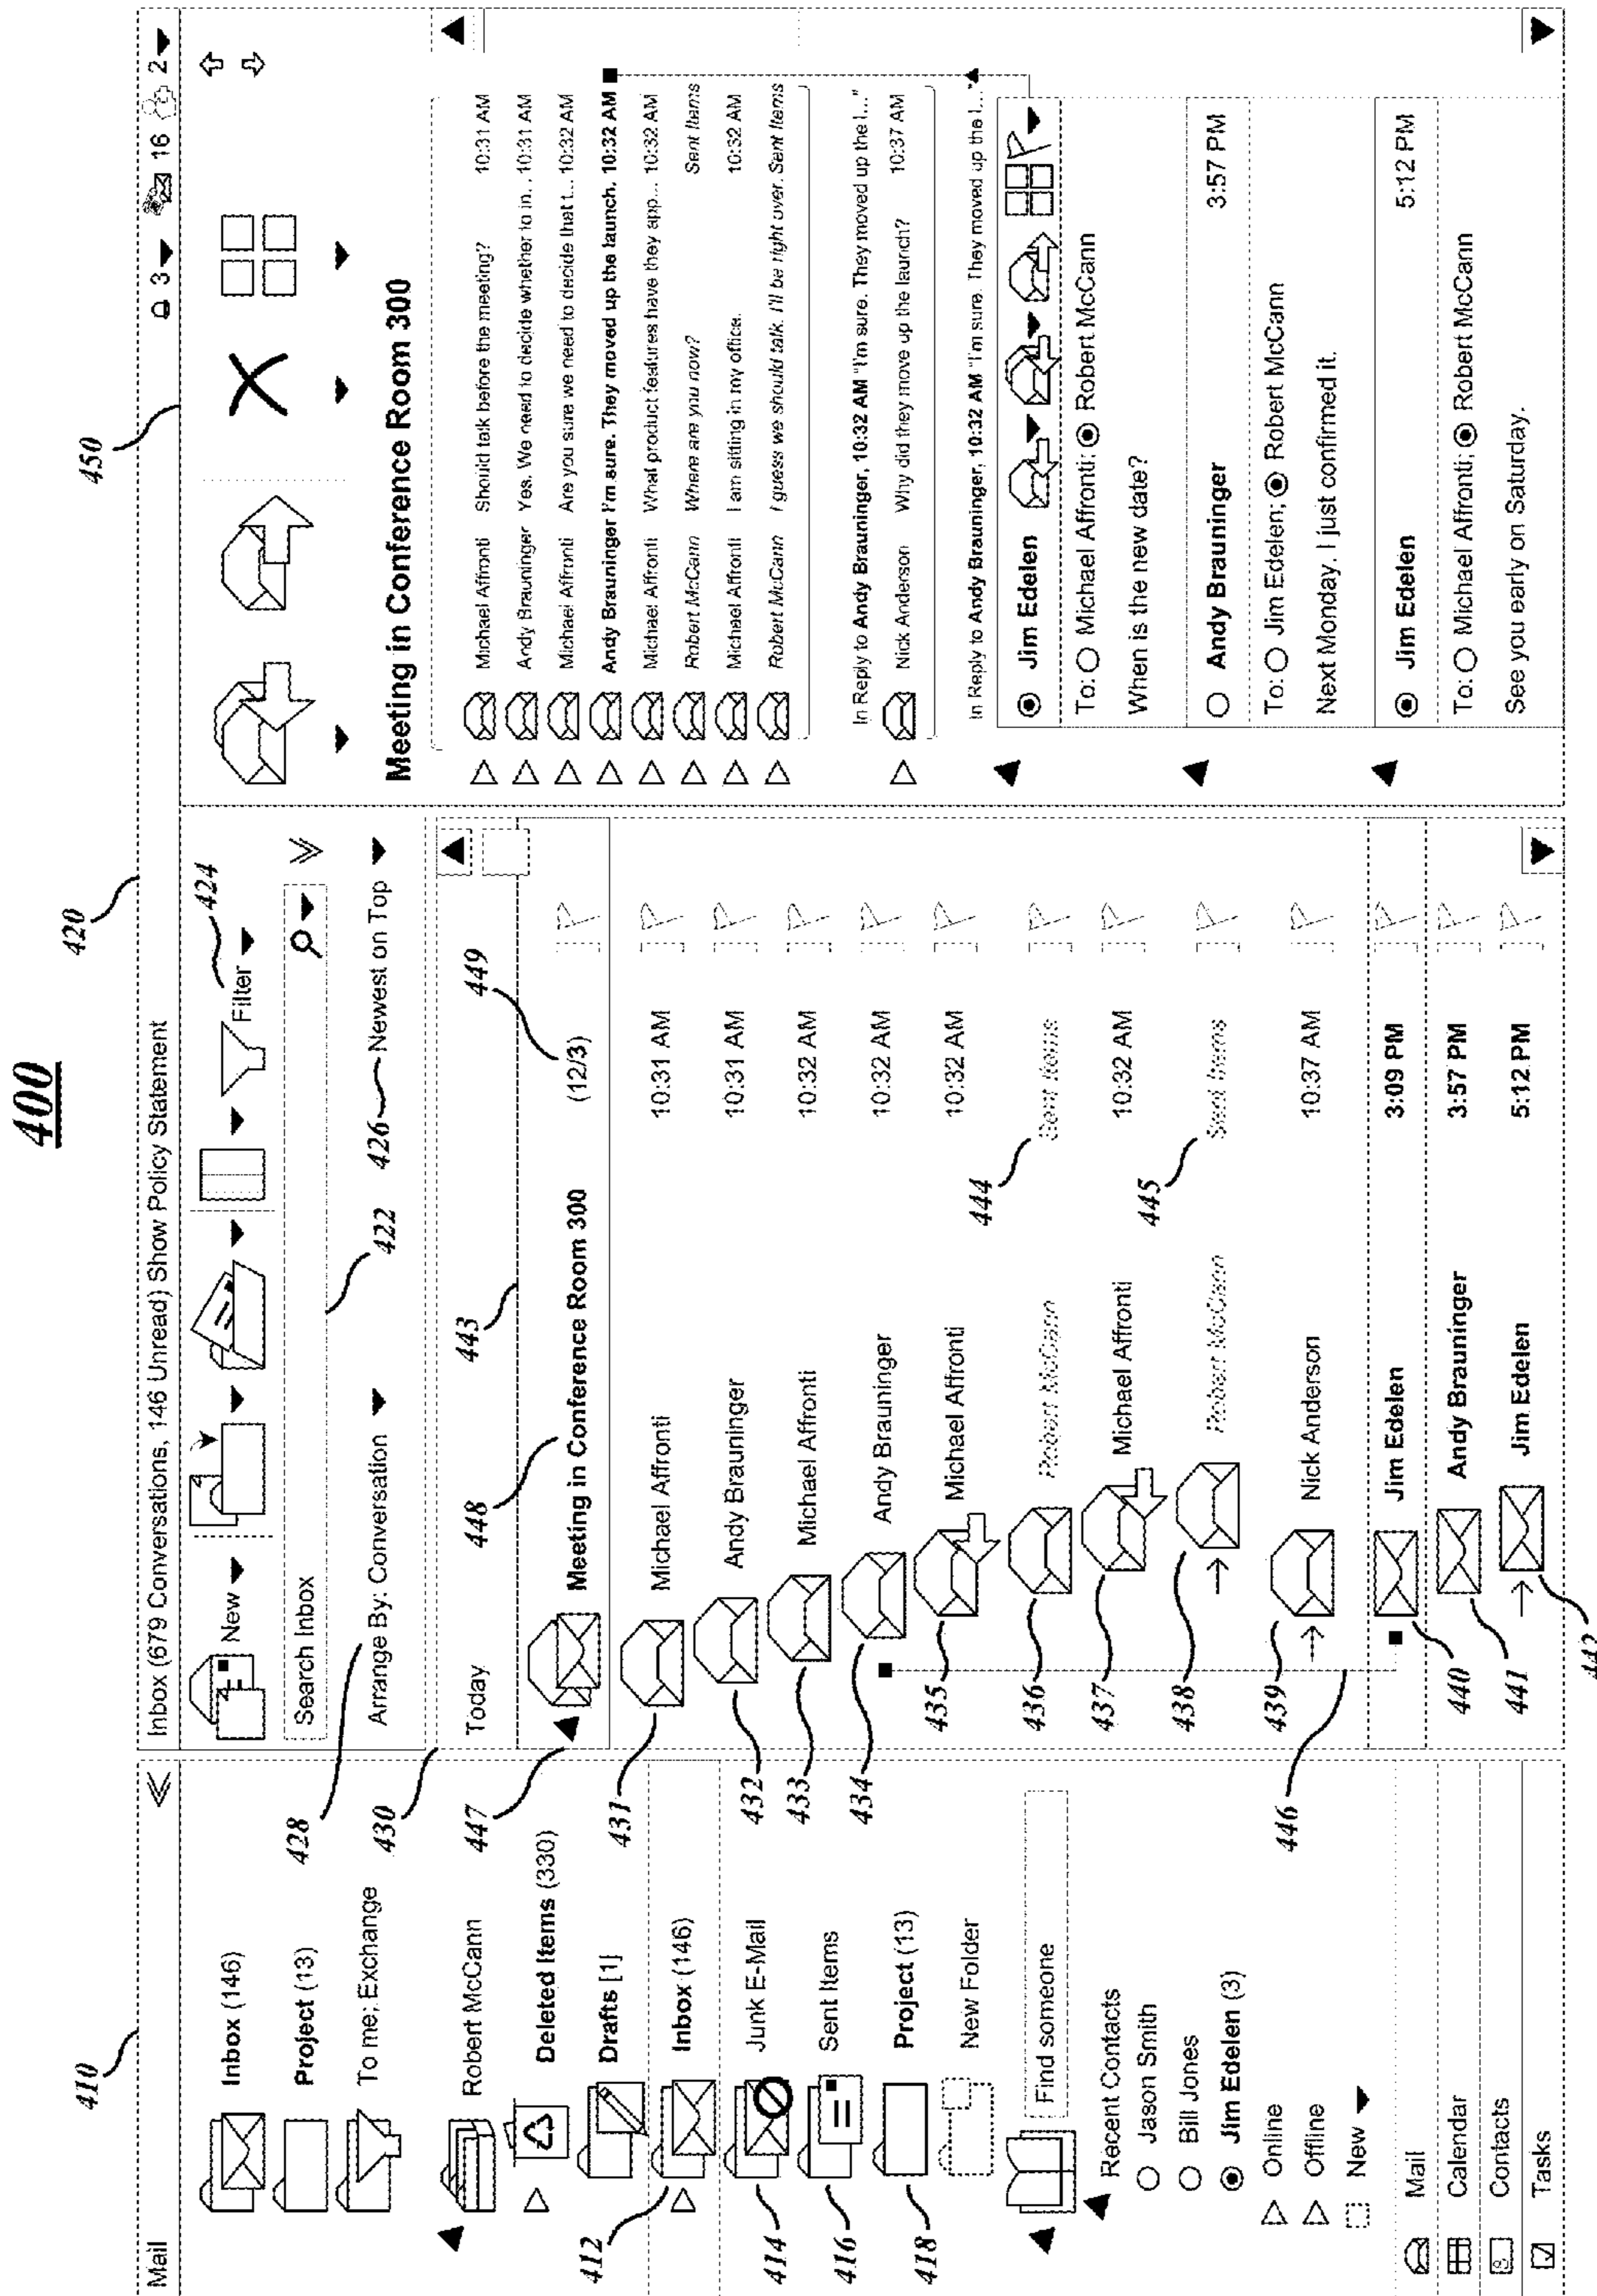 400
410
Mail
Inbox (146)
Project (13)
To me: Exchange
Robert McCann
Deleted Items (330)
Drafts [1]
412
Inbox (146)
414
Junk E-Mail
416
Sent Items
418
Project (13)
New Folder
Find someone
Recent Contacts
Jason Smith
Bill Jones
Jim Edelen (3)
Online
Offline
New
Mail
Calendar
Contacts
Tasks
420
Inbox (679 Conversations, 146 Unread) Show Policy Statement
New
Filter
424
Search Inbox
422
428
Arrange By: Conversation
426
Newest on Top
430
Today
448
443
449
447
Meeting in Conference Room 300 (12/3)
431
Michael Affronti 10:31 AM
432
Andy Brauninger 10:31 AM
433
Michael Affronti 10:32 AM
434
Andy Brauninger 10:32 AM
435
Michael Affronti 10:32 AM
444
436
Robert McCann Sent Items
437
Michael Affronti 10:32 AM
445
438
Robert McCann Sent Items
439
Nick Anderson 10:37 AM
446
440
Jim Edelen 3:09 PM
441
Andy Brauninger 3:57 PM
442
Jim Edelen 5:12 PM
450
3 16 2
Meeting in Conference Room 300
Michael Affronti Should talk before the meeting? 10:31 AM
Andy Brauninger Yes. We need to decide whether to in... 10:31 AM
Michael Affronti Are you sure we need to decide that t... 10:32 AM
Andy Brauninger I'm sure. They moved up the launch. 10:32 AM
Michael Affronti What product features have they app... 10:32 AM
Robert McCann Where are you now? Sent Items
Michael Affronti I am sitting in my office. 10:32 AM
Robert McCann I guess we should talk. I'll be right over. Sent Items
In Reply to Andy Brauninger, 10:32 AM "I'm sure. They moved up the l..."
Nick Anderson Why did they move up the launch? 10:37 AM
In Reply to Andy Brauninger, 10:32 AM "I'm sure. They moved up the l..."
Jim Edelen
To: Michael Affronti; Robert McCann
When is the new date?
Andy Brauninger 3:57 PM
To: Jim Edelen; Robert McCann
Next Monday. I just confirmed it.
Jim Edelen 5:12 PM
To: Michael Affronti; Robert McCann
See you early on Saturday.